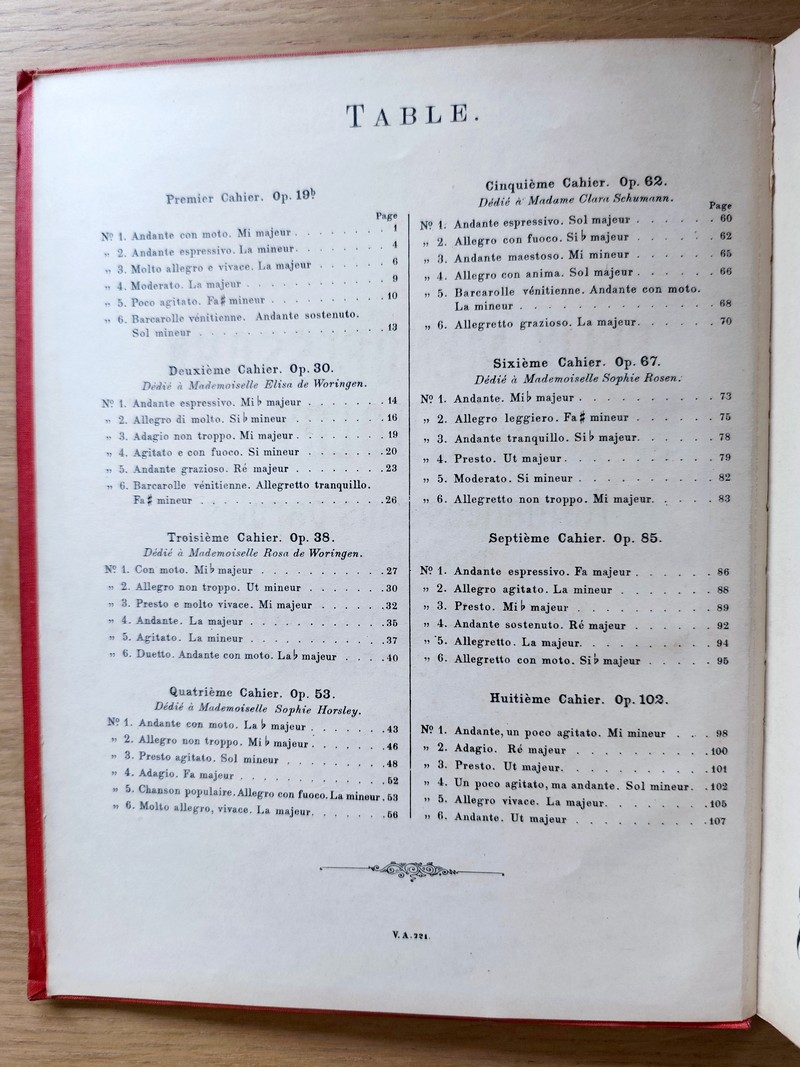 TABLE.
Premier Cahier. Op. 19b
Page
No 1. Andante con moto. Mi majeur . . . . . . . . 1
„ 2. Andante espressivo. La mineur . . . . . . . . 4
„ 3. Molto allegro e vivace. La majeur . . . . . . 6
„ 4. Moderato. La majeur . . . . . . . . . . . . 9
„ 5. Poco agitato. Fa♯ mineur . . . . . . . . . . 10
„ 6. Barcarolle vénitienne. Andante sostenuto.
Sol mineur . . . . . . . . . . . . . . . 13
Deuxième Cahier. Op. 30.
Dédié à Mademoiselle Elisa de Woringen.
No 1. Andante espressivo. Mi♭ majeur . . . . . . . 14
„ 2. Allegro di molto. Si♭ mineur . . . . . . . . 16
„ 3. Adagio non troppo. Mi majeur . . . . . . . . 19
„ 4. Agitato e con fuoco. Si mineur . . . . . . . 20
„ 5. Andante grazioso. Ré majeur . . . . . . . . 23
„ 6. Barcarolle vénitienne. Allegretto tranquillo.
Fa♯ mineur . . . . . . . . . . . . . . . 26
Troisième Cahier. Op. 38.
Dédié à Mademoiselle Rosa de Woringen.
No 1. Con moto. Mi♭ majeur . . . . . . . . . . . 27
„ 2. Allegro non troppo. Ut mineur . . . . . . . 30
„ 3. Presto e molto vivace. Mi majeur . . . . . . 32
„ 4. Andante. La majeur . . . . . . . . . . . . 35
„ 5. Agitato. La mineur . . . . . . . . . . . . 37
„ 6. Duetto. Andante con moto. La♭ majeur . . . . 40
Quatrième Cahier. Op. 53.
Dédié à Mademoiselle Sophie Horsley.
No 1. Andante con moto. La♭ majeur . . . . . . . 43
„ 2. Allegro non troppo. Mi♭ majeur . . . . . . . 46
„ 3. Presto agitato. Sol mineur . . . . . . . . . 48
„ 4. Adagio. Fa majeur . . . . . . . . . . . . 52
„ 5. Chanson populaire. Allegro con fuoco. La mineur . 53
„ 6. Molto allegro, vivace. La majeur. . . . . . . 56
Cinquième Cahier. Op. 62.
Dédié à Madame Clara Schumann.
Page
No 1. Andante espressivo. Sol majeur . . . . . . 60
„ 2. Allegro con fuoco. Si♭ majeur . . . . . . 62
„ 3. Andante maestoso. Mi mineur . . . . . . 65
„ 4. Allegro con anima. Sol majeur . . . . . . 66
„ 5. Barcarolle vénitienne. Andante con moto.
La mineur . . . . . . . . . . . . . . 68
„ 6. Allegretto grazioso. La majeur. . . . . . 70
Sixième Cahier. Op. 67.
Dédié à Mademoiselle Sophie Rosen.
No 1. Andante. Mi♭ majeur . . . . . . . . . . 73
„ 2. Allegro leggiero. Fa♯ mineur . . . . . . 75
„ 3. Andante tranquillo. Si♭ majeur. . . . . . 78
„ 4. Presto. Ut majeur . . . . . . . . . . . 79
„ 5. Moderato. Si mineur . . . . . . . . . . 82
„ 6. Allegretto non troppo. Mi majeur. . . . . 83
Septième Cahier. Op. 85.
No 1. Andante espressivo. Fa majeur . . . . . . 86
„ 2. Allegro agitato. La mineur . . . . . . . 88
„ 3. Presto. Mi♭ majeur . . . . . . . . . . 89
„ 4. Andante sostenuto. Ré majeur . . . . . . 92
„ 5. Allegretto. La majeur. . . . . . . . . . 94
„ 6. Allegretto con moto. Si♭ majeur . . . . . 95
Huitième Cahier. Op. 102.
No 1. Andante, un poco agitato. Mi mineur . . . 98
„ 2. Adagio. Ré majeur . . . . . . . . . . 100
„ 3. Presto. Ut majeur. . . . . . . . . . . 101
„ 4. Un poco agitato, ma andante. Sol mineur. . 102
„ 5. Allegro vivace. La majeur. . . . . . . . 105
„ 6. Andante. Ut majeur . . . . . . . . . . 107
V. A. 721.